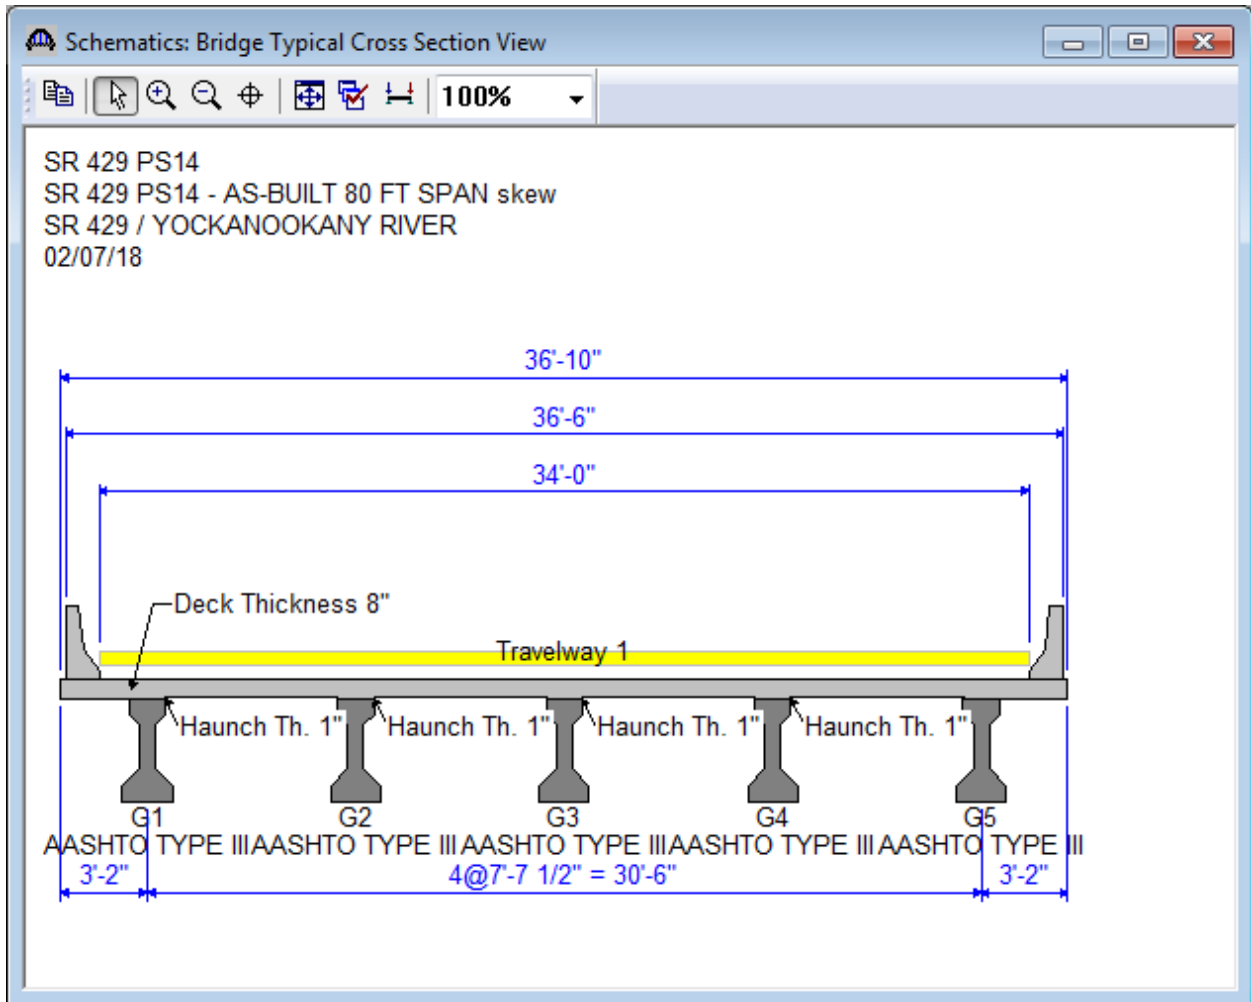 Schematics: Bridge Typical Cross Section View
100%
SR 429 PS14
SR 429 PS14 - AS-BUILT 80 FT SPAN skew
SR 429 / YOCKANOOKANY RIVER
02/07/18
36'-10"
36'-6"
34'-0"
Deck Thickness 8"
Travelway 1
Haunch Th. 1" Haunch Th. 1" Haunch Th. 1" Haunch Th. 1"
G1 G2 G3 G4 G5
AASHTO TYPE III AASHTO TYPE III AASHTO TYPE III AASHTO TYPE III AASHTO TYPE III
3'-2" 4@7'-7 1/2" = 30'-6" 3'-2"